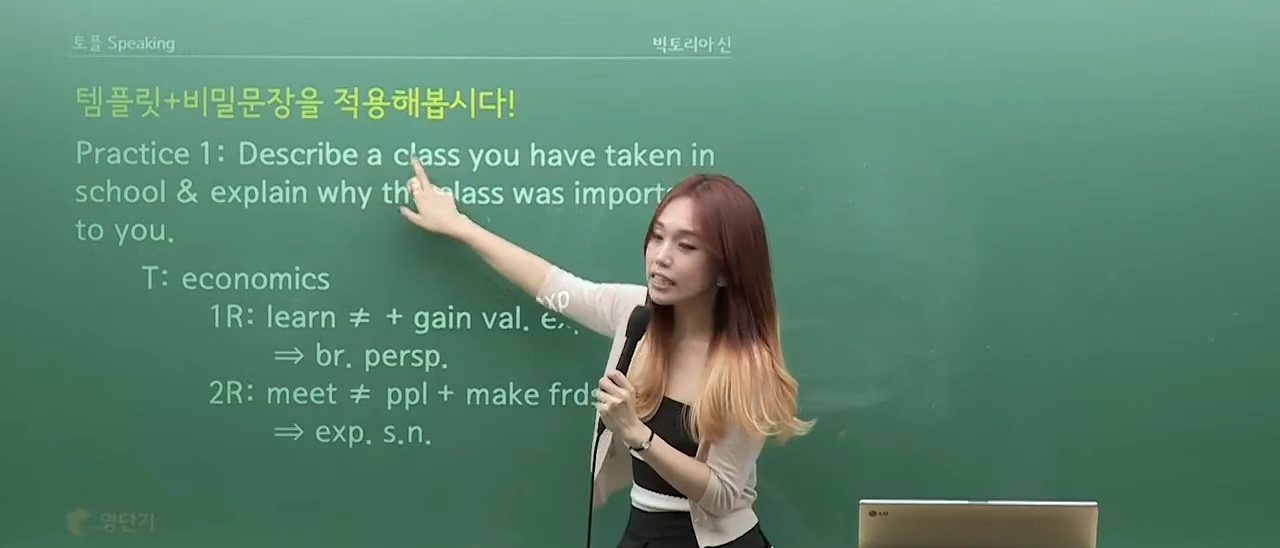 토플 Speaking
빅토리아 신
템플릿+비밀문장을 적용해봅시다!
Practice 1: Describe a class you have taken in
school & explain why class was
to you.
T: economics
1R: learn ≠ + gain val.
⇒ br. persp.
2R: meet ≠ ppl + make frds
⇒ exp. s.n.
영단기
LG